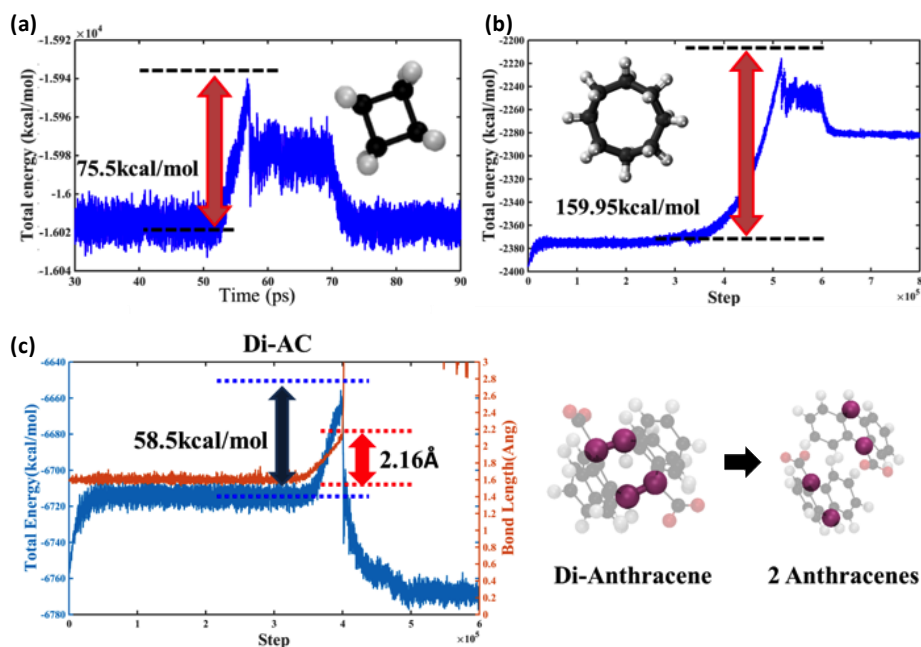 (a)
×10⁴
-1.592
-1.594
-1.596
-1.598
-1.6
-1.602
-1.604
Total energy (kcal/mol)
75.5kcal/mol
30 40 50 60 70 80 90
Time (ps)
(b)
-2200
-2220
-2240
-2260
-2280
-2300
-2320
-2340
-2360
-2380
-2400
Total energy (kcal/mol)
159.95kcal/mol
0 1 2 3 4 5 6 7 8
×10⁵
Step
(c)
Di-AC
-6640
-6660
-6680
-6700
-6720
-6740
-6760
-6780
Total Energy(kcal/mol)
58.5kcal/mol
2.16Å
3
2.8
2.6
2.4
2.2
2
1.8
1.6
1.4
1.2
1
0.8
0.6
0.4
0.2
0
Bond Length(Ang)
0 1 2 3 4 5 6
×10⁵
Step
Di-Anthracene
2 Anthracenes